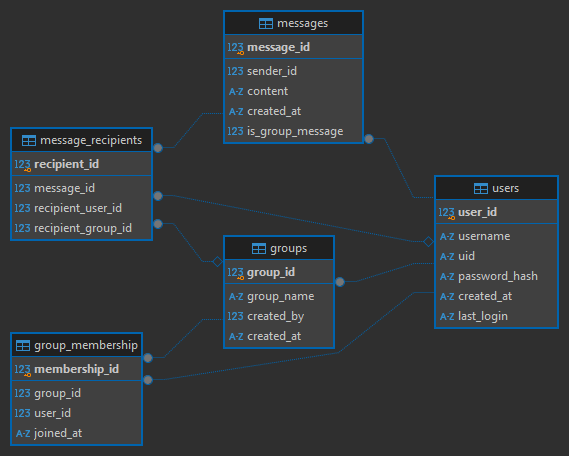 messages
123 message_id
123 sender_id
A-Z content
A-Z created_at
123 is_group_message
message_recipients
123 recipient_id
123 message_id
123 recipient_user_id
123 recipient_group_id
users
123 user_id
A-Z username
A-Z uid
A-Z password_hash
A-Z created_at
A-Z last_login
groups
123 group_id
A-Z group_name
123 created_by
A-Z created_at
group_membership
123 membership_id
123 group_id
123 user_id
A-Z joined_at